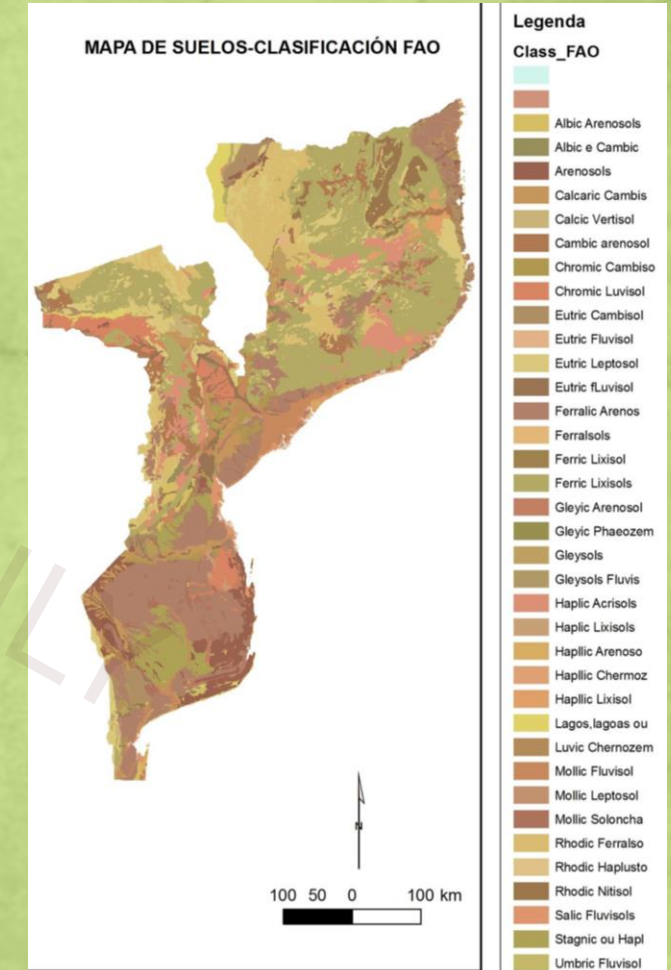 MAPA DE SUELOS-CLASIFICACIÓN FAO
N
100 50 0 100 km
Legenda
Class_FAO
Albic Arenosols
Albic e Cambic
Arenosols
Calcaric Cambis
Calcic Vertisol
Cambic arenosol
Chromic Cambiso
Chromic Luvisol
Eutric Cambisol
Eutric Fluvisol
Eutric Leptosol
Eutric fLuvisol
Ferralic Arenos
Ferralsols
Ferric Lixisol
Ferric Lixisols
Gleyic Arenosol
Gleyic Phaeozem
Gleysols
Gleysols Fluvis
Haplic Acrisols
Haplic Lixisols
Hapllic Arenoso
Hapllic Chermoz
Hapllic Lixisol
Lagos,lagoas ou
Luvic Chernozem
Mollic Fluvisol
Mollic Leptosol
Mollic Soloncha
Rhodic Ferralso
Rhodic Haplusto
Rhodic Nitisol
Salic Fluvisols
Stagnic ou Hapl
Umbric Fluvisol